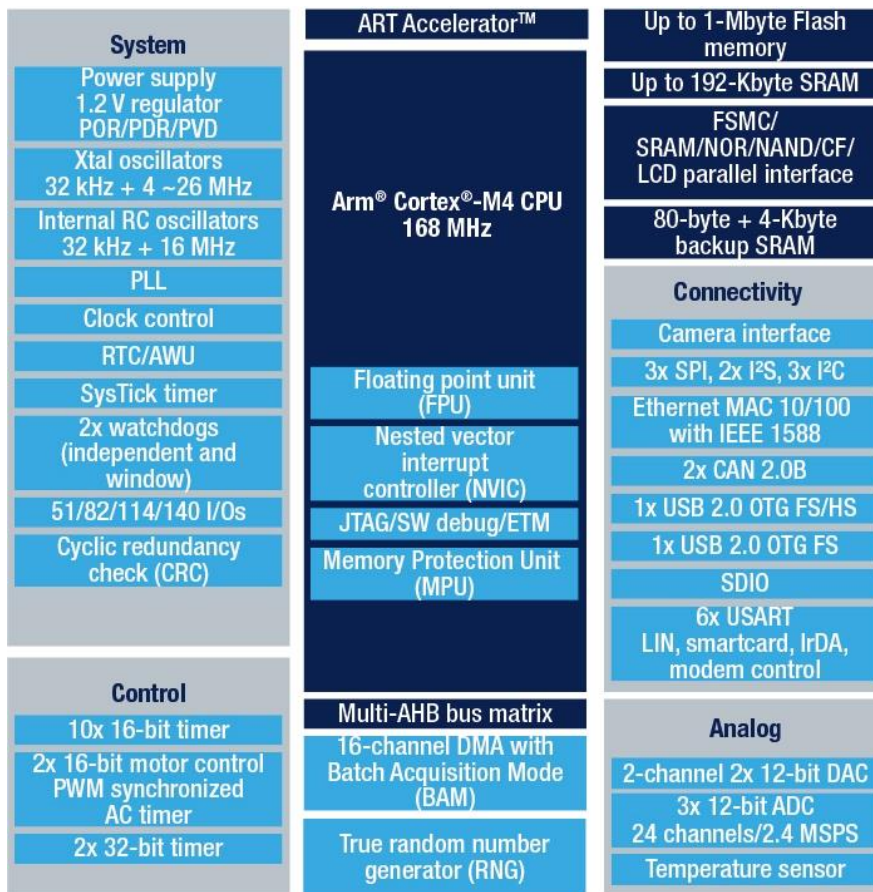 System
Power supply
1.2 V regulator
POR/PDR/PVD
Xtal oscillators
32 kHz + 4 ~26 MHz
Internal RC oscillators
32 kHz + 16 MHz
PLL
Clock control
RTC/AWU
SysTick timer
2x watchdogs
(independent and
window)
51/82/114/140 I/Os
Cyclic redundancy
check (CRC)
Control
10x 16-bit timer
2x 16-bit motor control
PWM synchronized
AC timer
2x 32-bit timer
ART Accelerator™
Arm® Cortex®-M4 CPU
168 MHz
Floating point unit
(FPU)
Nested vector
interrupt
controller (NVIC)
JTAG/SW debug/ETM
Memory Protection Unit
(MPU)
Multi-AHB bus matrix
16-channel DMA with
Batch Acquisition Mode
(BAM)
True random number
generator (RNG)
Up to 1-Mbyte Flash
memory
Up to 192-Kbyte SRAM
FSMC/
SRAM/NOR/NAND/CF/
LCD parallel interface
80-byte + 4-Kbyte
backup SRAM
Connectivity
Camera interface
3x SPI, 2x I²S, 3x I²C
Ethernet MAC 10/100
with IEEE 1588
2x CAN 2.0B
1x USB 2.0 OTG FS/HS
1x USB 2.0 OTG FS
SDIO
6x USART
LIN, smartcard, IrDA,
modem control
Analog
2-channel 2x 12-bit DAC
3x 12-bit ADC
24 channels/2.4 MSPS
Temperature sensor